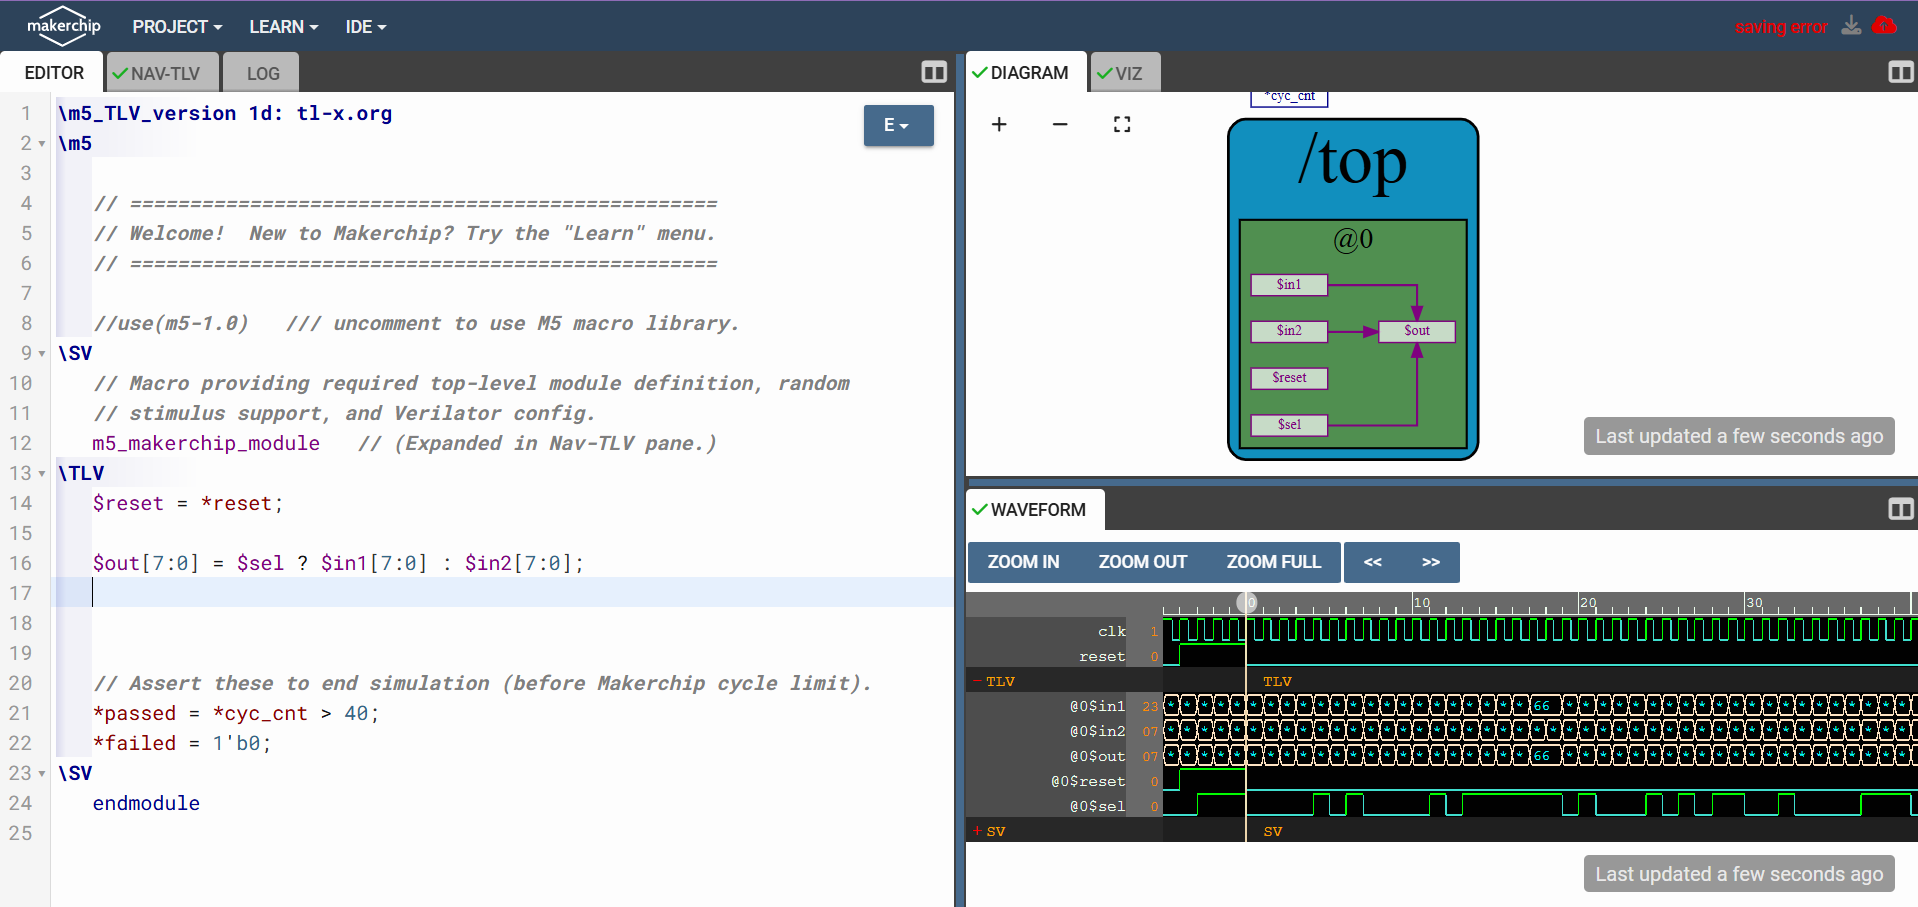 makerchip PROJECT LEARN IDE saving error
EDITOR NAV-TLV LOG
E
1 \m5_TLV_version 1d: tl-x.org
2 \m5
3
4 // =================================================
5 // Welcome!  New to Makerchip? Try the "Learn" menu.
6 // =================================================
7
8 //use(m5-1.0)   /// uncomment to use M5 macro library.
9 \SV
10 // Macro providing required top-level module definition, random
11 // stimulus support, and Verilator config.
12 m5_makerchip_module   // (Expanded in Nav-TLV pane.)
13 \TLV
14 $reset = *reset;
15
16 $out[7:0] = $sel ? $in1[7:0] : $in2[7:0];
17
18
19
20 // Assert these to end simulation (before Makerchip cycle limit).
21 *passed = *cyc_cnt > 40;
22 *failed = 1'b0;
23 \SV
24 endmodule
25
DIAGRAM VIZ
*cyc_cnt
/top
@0
$in1
$in2 $out
$reset
$sel
Last updated a few seconds ago
WAVEFORM
ZOOM IN ZOOM OUT ZOOM FULL << >>
0 10 20 30
clk 1
reset 0
- TLV TLV
@0$in1 23 66
@0$in2 07
@0$out 07 66
@0$reset 0
@0$sel 0
+ SV SV
Last updated a few seconds ago